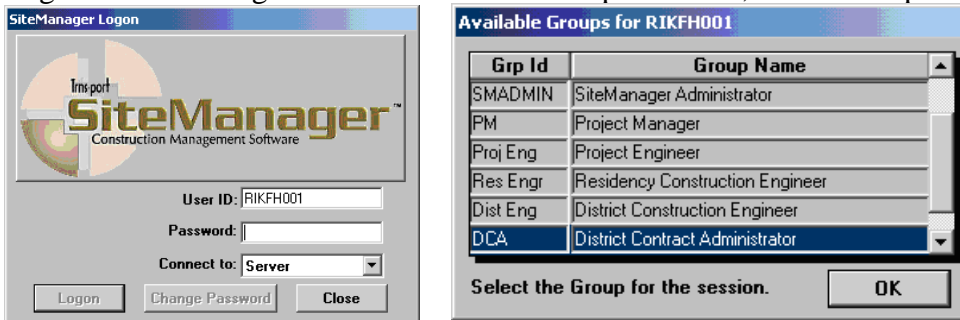 SiteManager Logon
Trns·port
SiteManager™
Construction Management Software
User ID: RIKFH001
Password:
Connect to: Server
Logon Change Password Close
Available Groups for RIKFH001
Grp Id Group Name
SMADMIN SiteManager Administrator
PM Project Manager
Proj Eng Project Engineer
Res Engr Residency Construction Engineer
Dist Eng District Construction Engineer
DCA District Contract Administrator
Select the Group for the session. OK